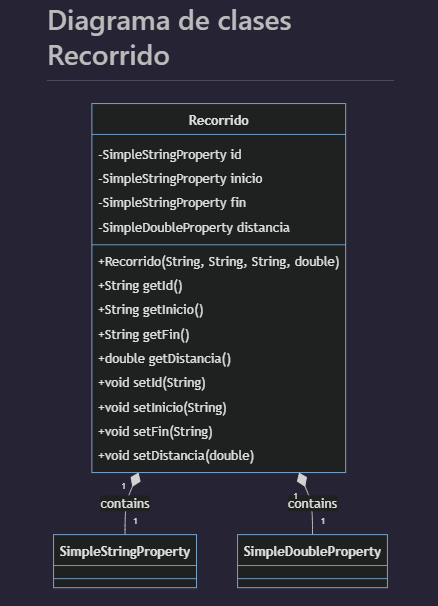 Diagrama de clases
Recorrido
Recorrido
-SimpleStringProperty id
-SimpleStringProperty inicio
-SimpleStringProperty fin
-SimpleDoubleProperty distancia
+Recorrido(String, String, String, double)
+String getId()
+String getInicio()
+String getFin()
+double getDistancia()
+void setId(String)
+void setInicio(String)
+void setFin(String)
+void setDistancia(double)
1 1
contains contains
1 1
SimpleStringProperty SimpleDoubleProperty